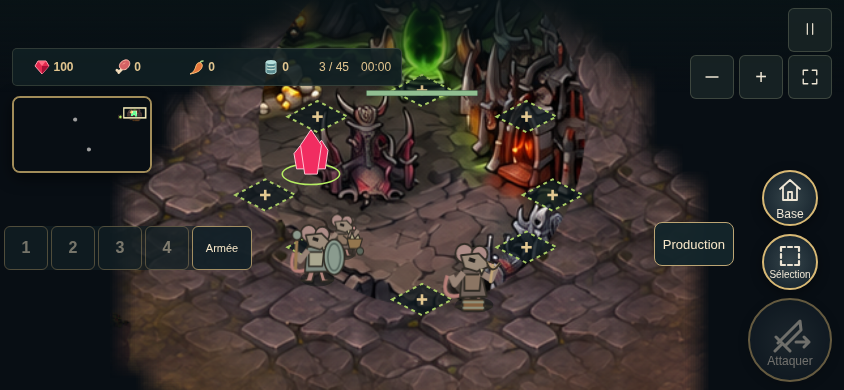 100 0 0 0 3 / 45 00:00
1 2 3 4 Armée
Production
Base
Sélection
Attaquer